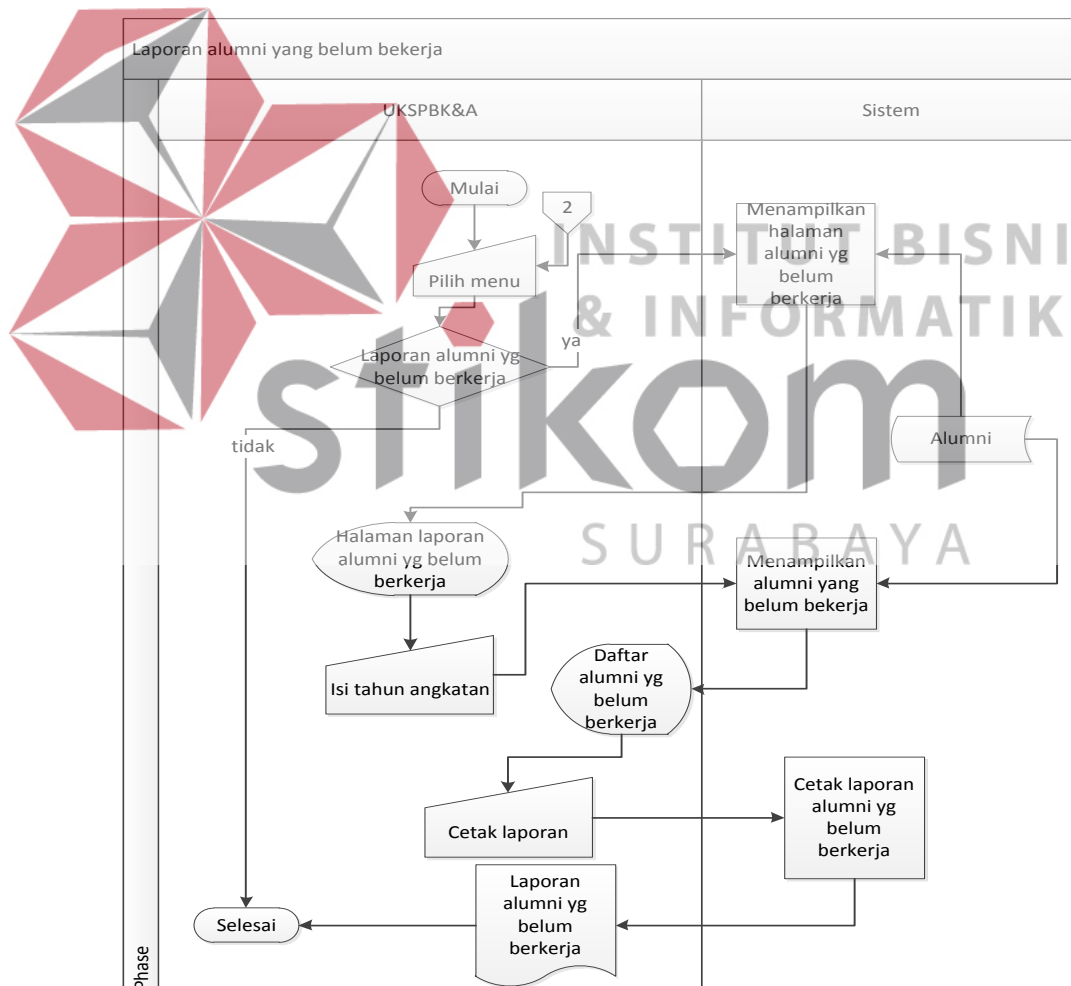 Laporan alumni yang belum bekerja
UKSPBK&A
Sistem
Mulai
2
Menampilkan
halaman
alumni yg
belum
berkerja
INSTITUT BISNI
& INFORMATIK
stikom
SURABAYA
Pilih menu
Laporan alumni yg
belum berkerja
ya
tidak
Alumni
Halaman laporan
alumni yg belum
berkerja
Menampilkan
alumni yang
belum bekerja
Isi tahun angkatan
Daftar
alumni yg
belum
berkerja
Cetak laporan
Cetak laporan
alumni yg
belum
berkerja
Laporan
alumni yg
belum
berkerja
Selesai
Phase